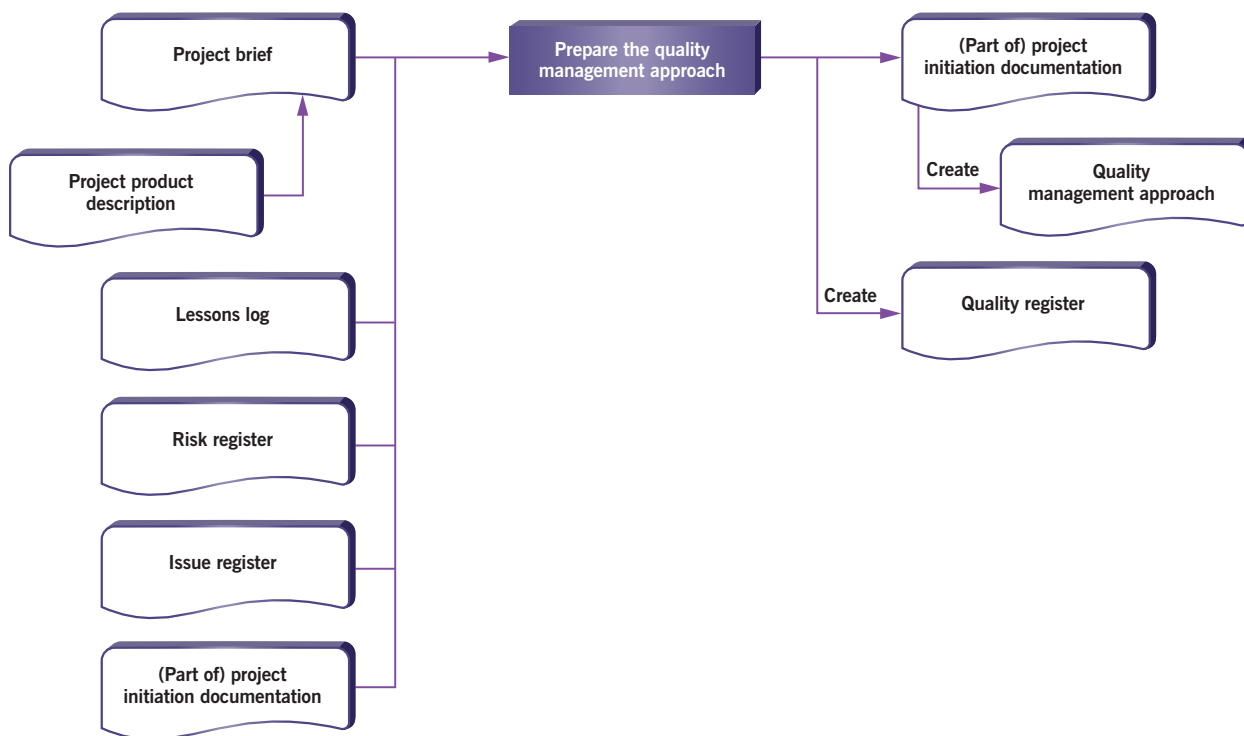 Project brief
Prepare the quality
management approach
(Part of) project
initiation documentation
Project product
description
Create
Quality
management approach
Lessons log
Create
Quality register
Risk register
Issue register
(Part of) project
initiation documentation